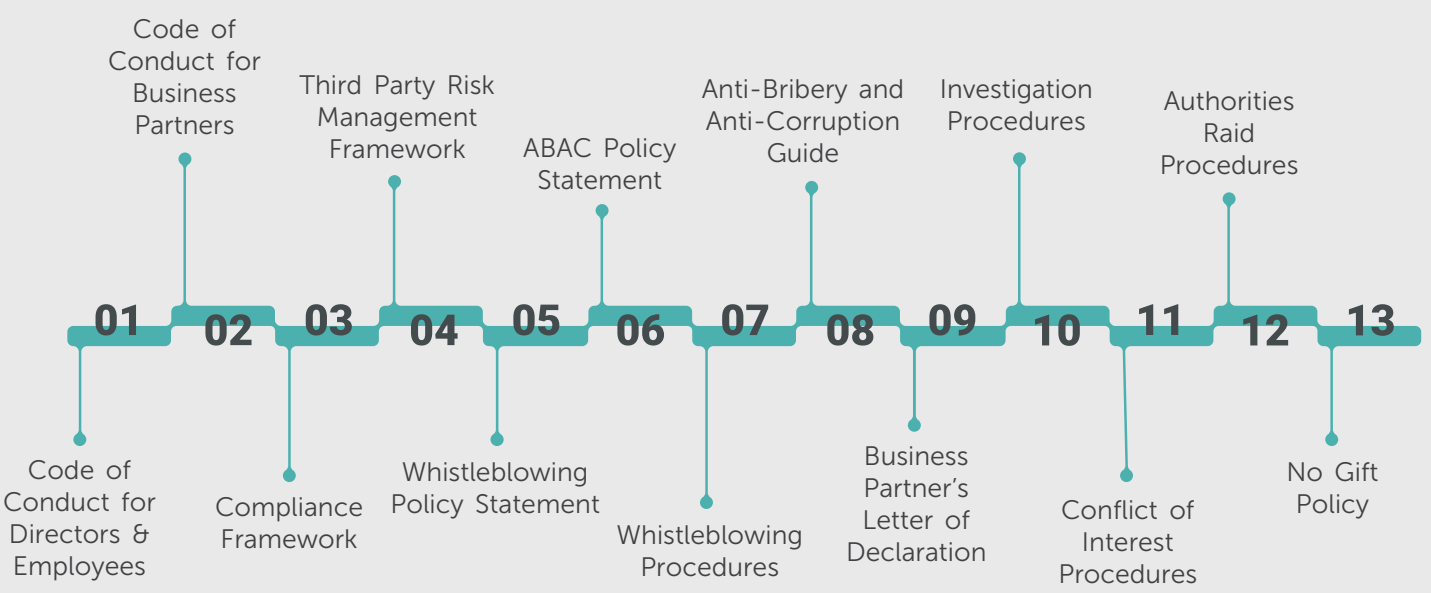 01
Code of
Conduct for
Directors &
Employees
02
Code of
Conduct for
Business
Partners
03
Compliance
Framework
04
Third Party Risk
Management
Framework
05
Whistleblowing
Policy Statement
06
ABAC Policy
Statement
07
Whistleblowing
Procedures
08
Anti-Bribery and
Anti-Corruption
Guide
09
Business
Partner’s
Letter of
Declaration
10
Investigation
Procedures
11
Conflict of
Interest
Procedures
12
Authorities
Raid
Procedures
13
No Gift
Policy